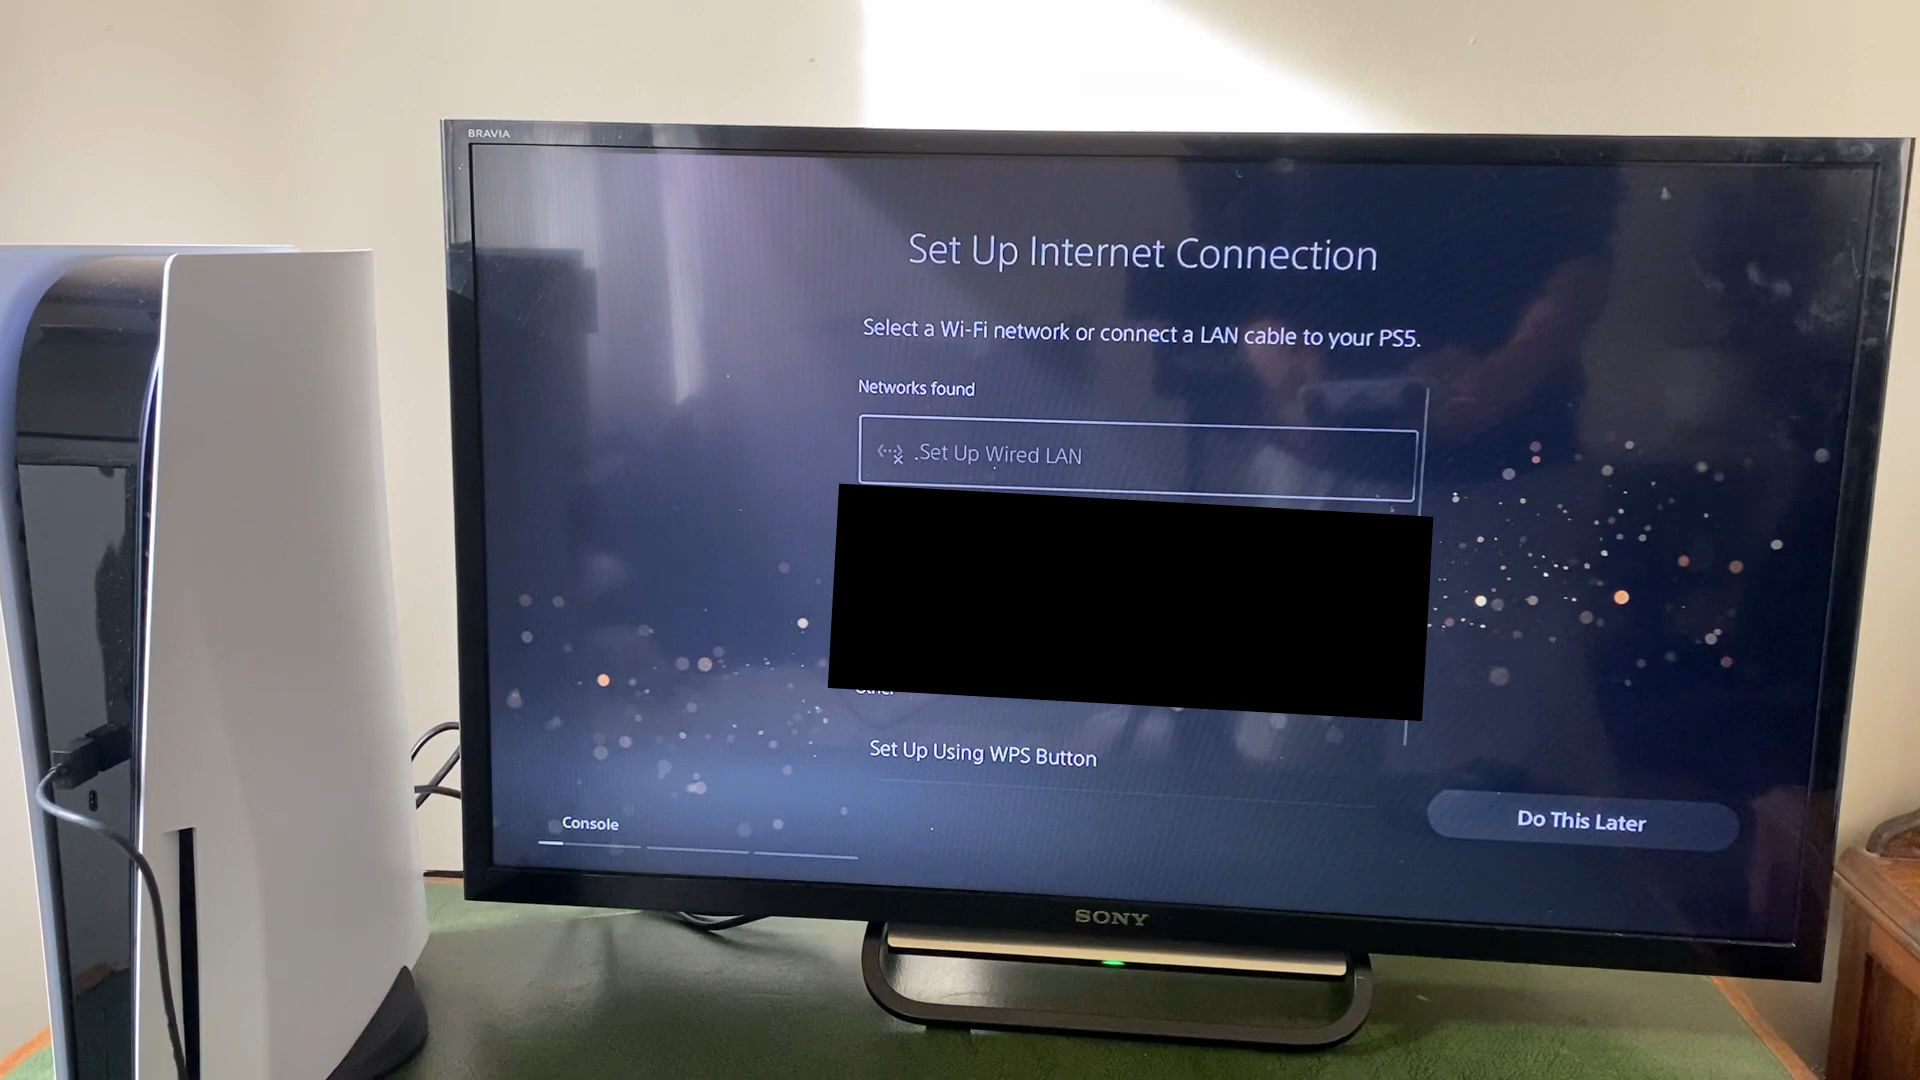 BRAVIA
Set Up Internet Connection
Select a Wi-Fi network or connect a LAN cable to your PS5.
Networks found
Set Up Wired LAN
Other
Set Up Using WPS Button
Do This Later
Console
SONY